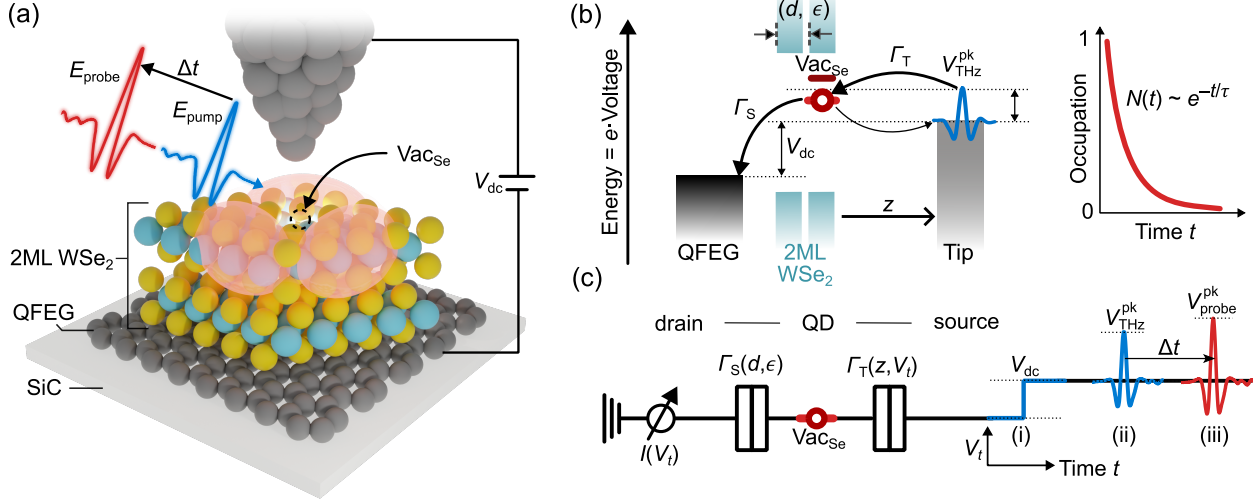 (a)
E_probe
Δt
E_pump
Vac_Se
V_dc
2ML WSe₂
QFEG
SiC
(b)
Energy = e·Voltage
(d, ϵ)
Vac_Se
Γ_T
V_THz^pk
Γ_S
V_dc
z
QFEG
2ML
WSe₂
Tip
1
Occupation
N(t) ~ e^{−t/τ}
0
Time t
(c)
drain
QD
source
Γ_S(d,ϵ)
Γ_T(z,V_t)
I(V_t)
Vac_Se
V_dc
V_THz^pk
Δt
V_probe^pk
V_t
(i)
(ii)
(iii)
Time t